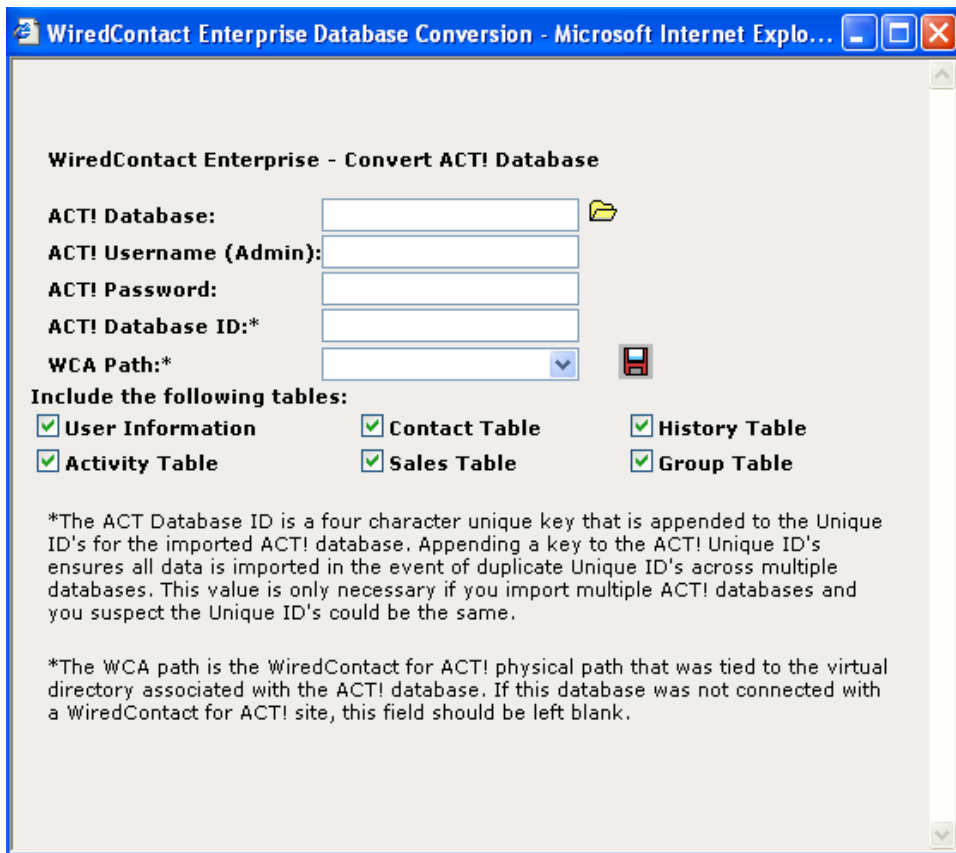 WiredContact Enterprise Database Conversion - Microsoft Internet Explo...
WiredContact Enterprise - Convert ACT! Database
ACT! Database:
ACT! Username (Admin):
ACT! Password:
ACT! Database ID:*
WCA Path:*
Include the following tables:
User Information Contact Table History Table
Activity Table Sales Table Group Table
*The ACT Database ID is a four character unique key that is appended to the Unique
ID's for the imported ACT! database. Appending a key to the ACT! Unique ID's
ensures all data is imported in the event of duplicate Unique ID's across multiple
databases. This value is only necessary if you import multiple ACT! databases and
you suspect the Unique ID's could be the same.
*The WCA path is the WiredContact for ACT! physical path that was tied to the virtual
directory associated with the ACT! database. If this database was not connected with
a WiredContact for ACT! site, this field should be left blank.